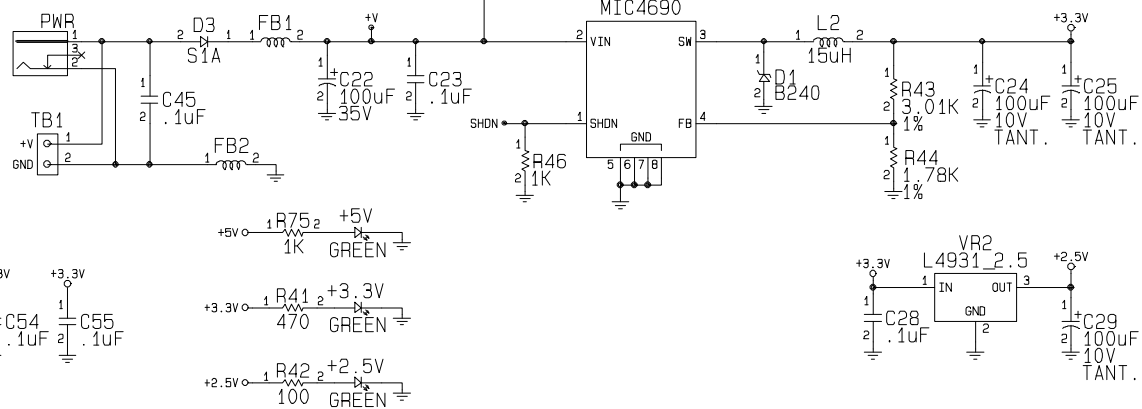 PWR
1
3
2
2
D3
1
S1A
FB1
1
2
+V
MIC4690
2
VIN
SW
3
1
L2
2
15uH
+3.3V
1
C45
.1uF
2
1
C22
100uF
35V
2
1
C23
.1uF
2
1
D1
B240
2
1
R43
3.01K
1%
2
1
C24
100uF
10V
TANT.
2
1
C25
100uF
10V
TANT.
2
TB1
+V
1
GND
2
FB2
1
2
SHDN
1
SHDN
FB
4
GND
5
6
7
8
1
R46
1K
2
1
R44
1.78K
1%
2
+5V
1
R75
2
1K
+5V
GREEN
+3.3V
1
R41
2
470
+3.3V
GREEN
+2.5V
1
R42
2
100
+2.5V
GREEN
3V
C54
.1uF
+3.3V
1
C55
.1uF
2
VR2
L4931_2.5
+3.3V
1
IN
OUT
3
GND
2
+2.5V
1
C28
.1uF
2
1
C29
100uF
10V
TANT.
2